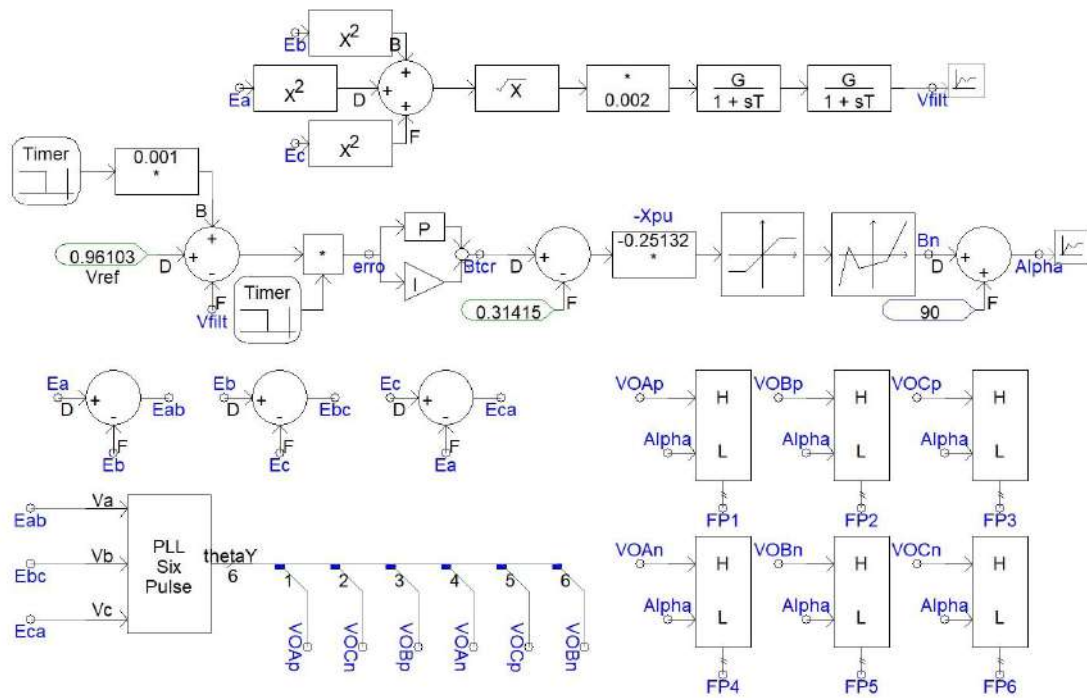 Eb
X²
B
Ea
X²
D
+
+
+
√X
*
0.002
G
1 + sT
G
1 + sT
Vfilt
F
Ec
X²
Timer
0.001
*
B
0.96103
Vref
D
+
+
-
F
Vfilt
Timer
*
erro
P
I
Btcr
D
+
-
F
0.31415
-Xpu
-0.25132
*
Bn
D
+
+
F
90
Alpha
Ea
D
+
-
F
Eb
Eab
Eb
D
+
-
F
Ec
Ebc
Ec
D
+
-
F
Ea
Eca
VOAp
H
Alpha
L
FP1
VOBp
H
Alpha
L
FP2
VOCp
H
Alpha
L
FP3
Eab
Va
Ebc
Vb
Eca
Vc
PLL
Six
Pulse
thetaY
6
1
2
3
4
5
6
VOAp
VOCn
VOBp
VOAn
VOCp
VOBn
VOAn
H
Alpha
L
FP4
VOBn
H
Alpha
L
FP5
VOCn
H
Alpha
L
FP6